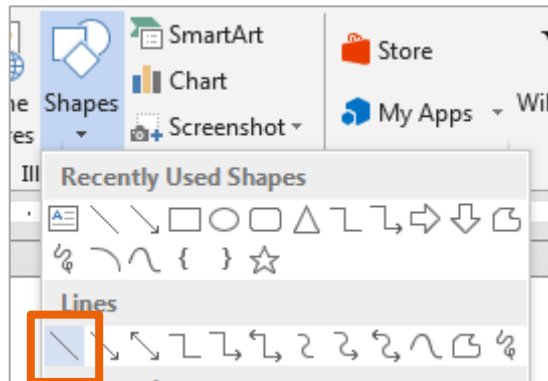 SmartArt
Store
Chart
Shapes
My Apps
Screenshot
Recently Used Shapes
Lines